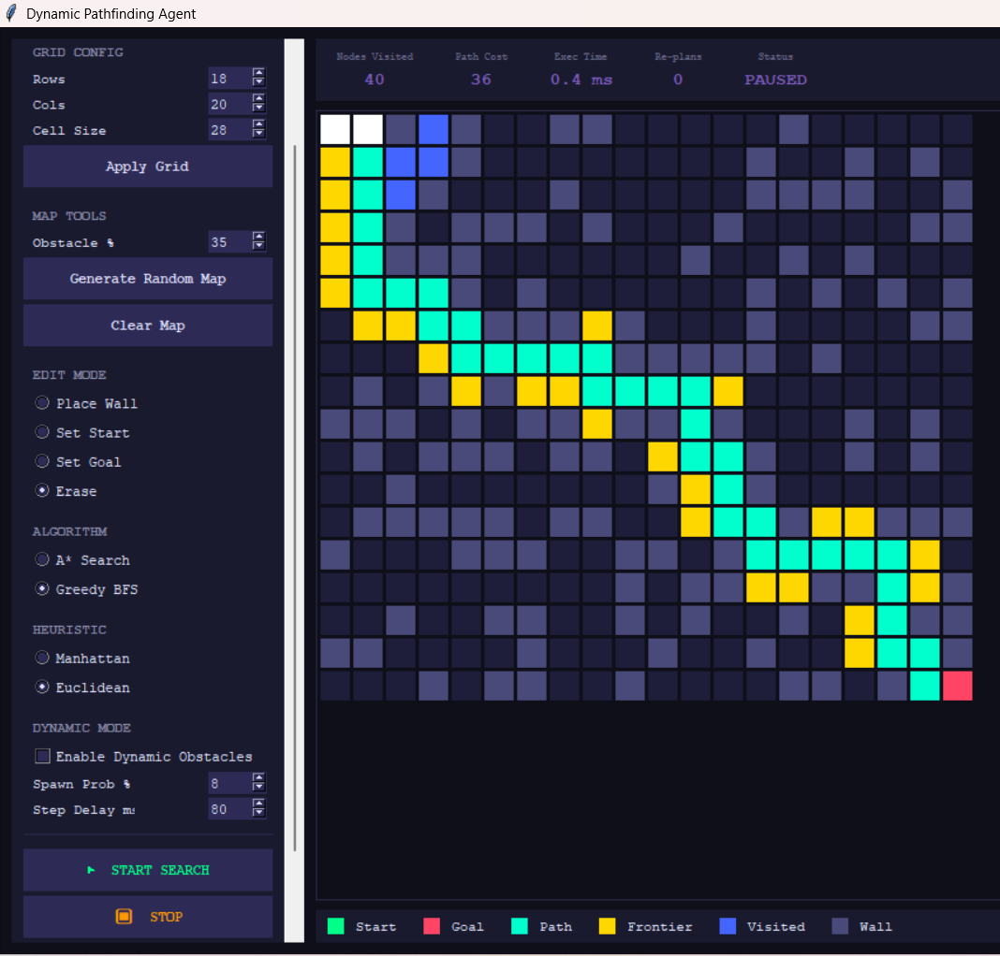 Dynamic Pathfinding Agent
GRID CONFIG
Rows 18
Cols 20
Cell Size 28
Apply Grid
MAP TOOLS
Obstacle % 35
Generate Random Map
Clear Map
EDIT MODE
Place Wall
Set Start
Set Goal
Erase
ALGORITHM
A* Search
Greedy BFS
HEURISTIC
Manhattan
Euclidean
DYNAMIC MODE
Enable Dynamic Obstacles
Spawn Prob % 8
Step Delay ms 80
START SEARCH
STOP
Nodes Visited Path Cost Exec Time Re-plans Status
40 36 0.4 ms 0 PAUSED
Start Goal Path Frontier Visited Wall